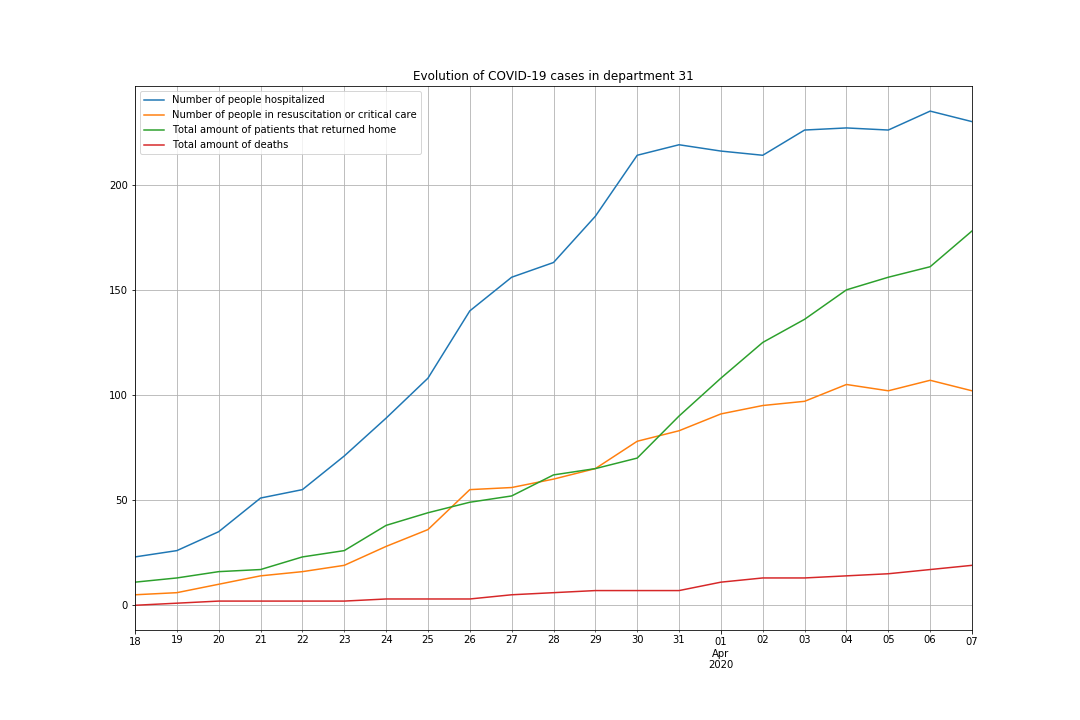 Evolution of COVID-19 cases in department 31
Number of people hospitalized
Number of people in resuscitation or critical care
Total amount of patients that returned home
Total amount of deaths
200
150
100
50
0
18 19 20 21 22 23 24 25 26 27 28 29 30 31 01 02 03 04 05 06 07
Apr
2020